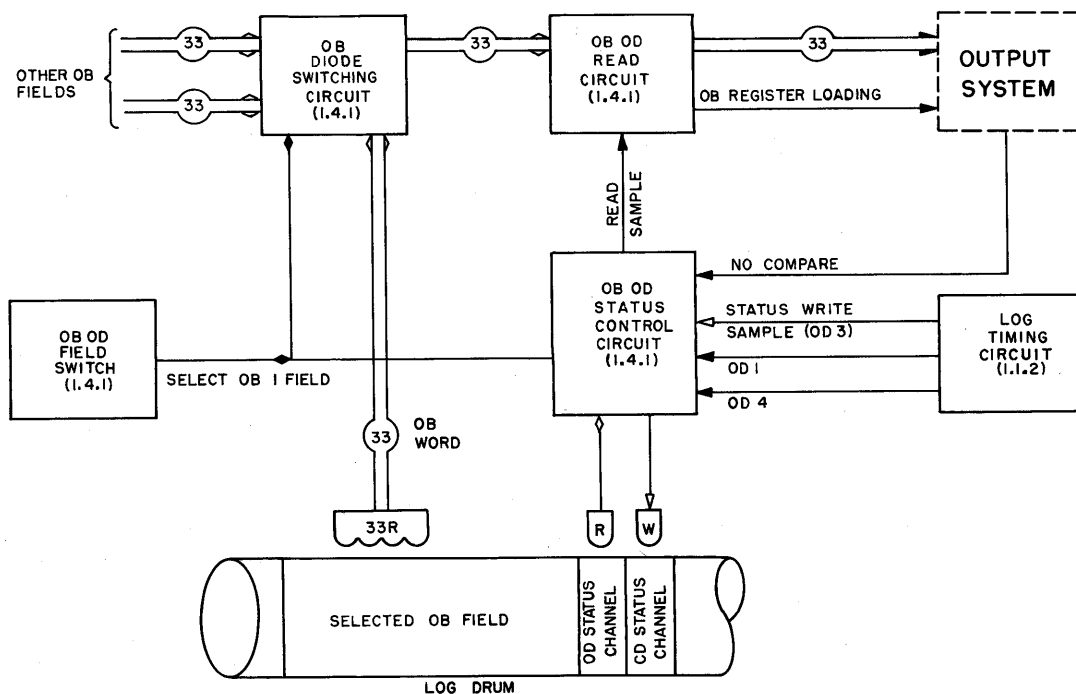 OTHER OB
FIELDS
33
33
OB
DIODE
SWITCHING
CIRCUIT
(1.4.1)
33
OB OD
READ
CIRCUIT
(1.4.1)
33
OB REGISTER LOADING
OUTPUT
SYSTEM
READ
SAMPLE
NO COMPARE
OB OD
FIELD
SWITCH
(1.4.1)
SELECT OB 1 FIELD
OB OD
STATUS
CONTROL
CIRCUIT
(1.4.1)
STATUS WRITE
SAMPLE (OD 3)
OD 1
OD 4
LOG
TIMING
CIRCUIT
(1.1.2)
33
OB
WORD
33R
R
W
SELECTED OB FIELD
OD STATUS
CHANNEL
CD STATUS
CHANNEL
LOG DRUM